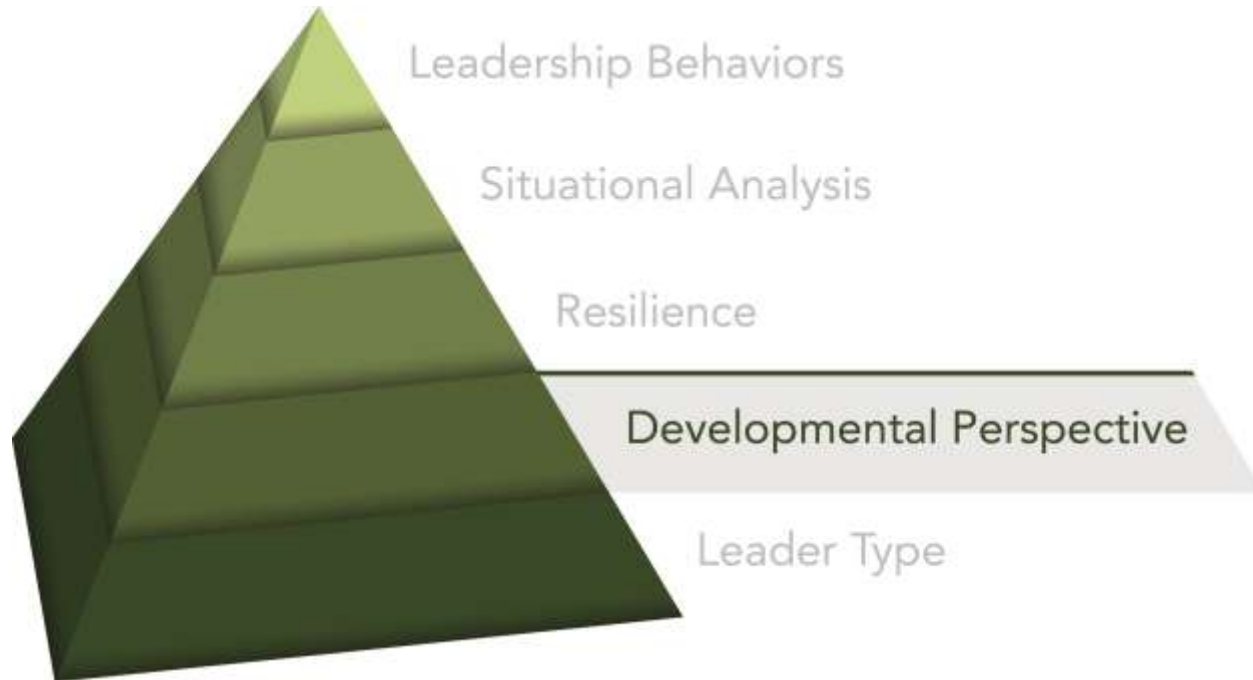 Leadership Behaviors
Situational Analysis
Resilience
Developmental Perspective
Leader Type